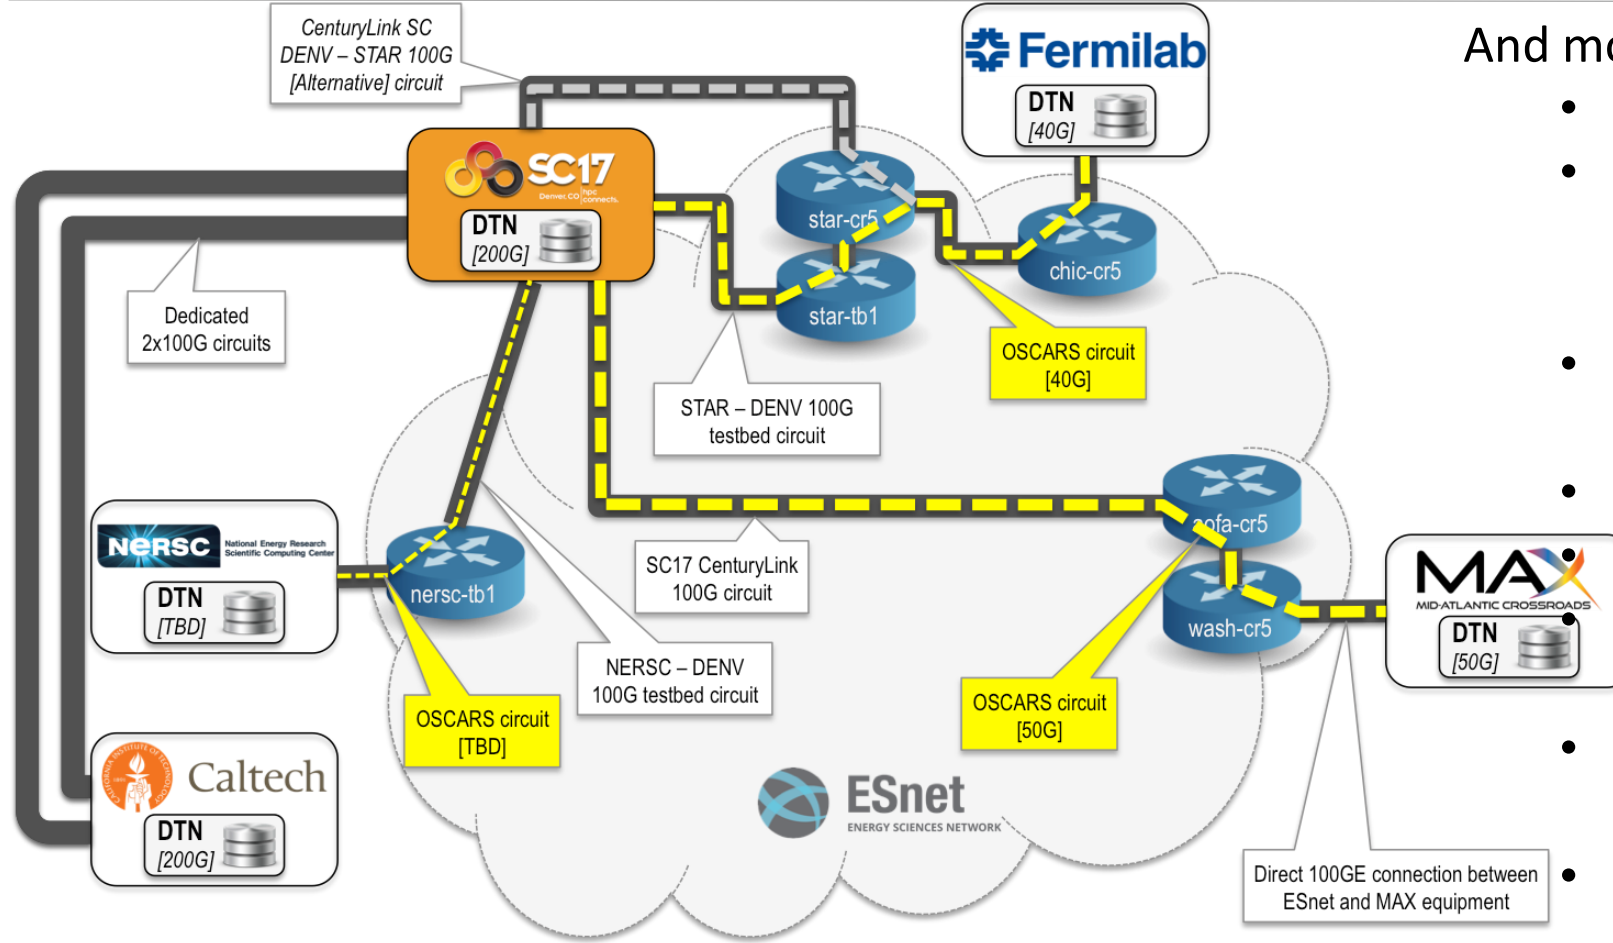 CenturyLink SC
DENV – STAR 100G
[Alternative] circuit
Fermilab
DTN
[40G]
And
SC17
Denver, CO
hpc
connects.
DTN
[200G]
star-cr5
star-tb1
chic-cr5
Dedicated
2x100G circuits
OSCARS circuit
[40G]
STAR – DENV 100G
testbed circuit
NERSC
National Energy Research
Scientific Computing Center
DTN
[TBD]
nersc-tb1
SC17 CenturyLink
100G circuit
aofa-cr5
wash-cr5
MAX
MID-ATLANTIC CROSSROADS
DTN
[50G]
NERSC – DENV
100G testbed circuit
OSCARS circuit
[TBD]
OSCARS circuit
[50G]
Caltech
DTN
[200G]
ESnet
ENERGY SCIENCES NETWORK
Direct 100GE connection between
ESnet and MAX equipment